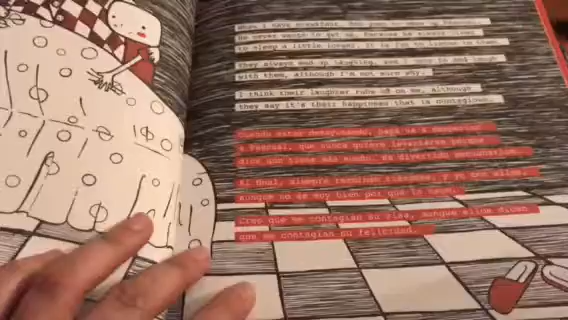 When I have breakfast, Dad goes to wake up Pascual.
He never wants to get up, because he always likes
to sleep a little longer. It is fun to listen to them.
They always end up laughing, and I want to and laugh
with them, although I'm not sure why.
I think their laughter rubs off on me, although
they say it's their happiness that is contagious.
Cuando estoy desayunando, papá va a despertar
a Pascual, que nunca quiere levantarse porque
dice que tiene más sueño. Es divertido escucharlos.
Al final, siempre terminan riéndose, y yo con ellos,
aunque no sé muy bien por qué lo hago.
Creo que me contagian su risa, aunque ellos dicen
que me contagian su felicidad.